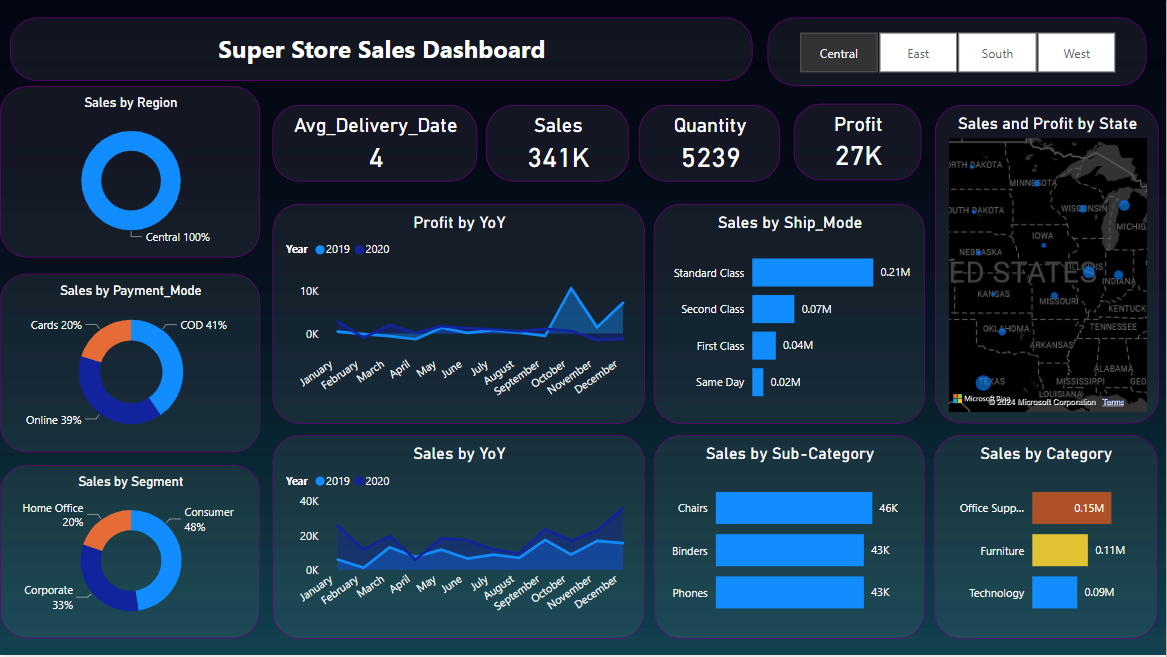 Super Store Sales Dashboard
Central
East
South
West
Sales by Region
Central 100%
Avg_Delivery_Date
4
Sales
341K
Quantity
5239
Profit
27K
Sales and Profit by State
NORTH DAKOTA
MINNESOTA
SOUTH DAKOTA
WISCONSIN
MICHIG
IOWA
NEBRASKA
ED STATES
ILLINOIS
INDIANA
KANSAS
MISSOURI
KENTUCK
OKLAHOMA
TENNESSEE
ARKANSAS
ALABAMA
TEXAS
MISSISSIPPI
GEO
LOUISIANA
Microsoft Bing
© 2024 Microsoft Corporation
Terms
Profit by YoY
Year 2019 2020
10K
0K
January
February
March
April
May
June
July
August
September
October
November
December
Sales by Ship_Mode
Standard Class 0.21M
Second Class 0.07M
First Class 0.04M
Same Day 0.02M
Sales by Payment_Mode
Cards 20%
COD 41%
Online 39%
Sales by Segment
Home Office
20%
Consumer
48%
Corporate
33%
Sales by YoY
Year 2019 2020
40K
20K
0K
January
February
March
April
May
June
July
August
September
October
November
December
Sales by Sub-Category
Chairs 46K
Binders 43K
Phones 43K
Sales by Category
Office Supp... 0.15M
Furniture 0.11M
Technology 0.09M